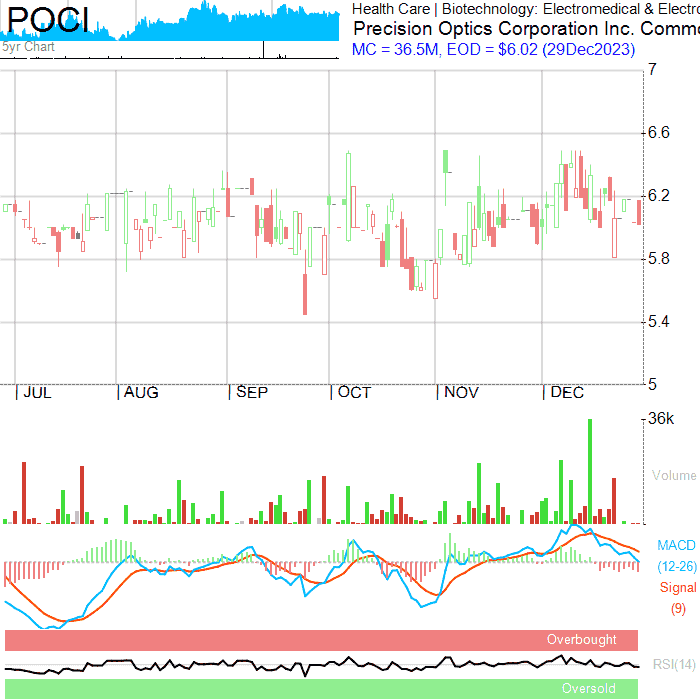 POCI
5yr Chart
Health Care | Biotechnology: Electromedical & Electro
Precision Optics Corporation Inc. Commo
MC = 36.5M, EOD = $6.02 (29Dec2023)
7
6.6
6.2
5.8
5.4
5
JUL AUG SEP OCT NOV DEC
36k
Volume
MACD
(12-26)
Signal
(9)
Overbought
RSI(14)
Oversold